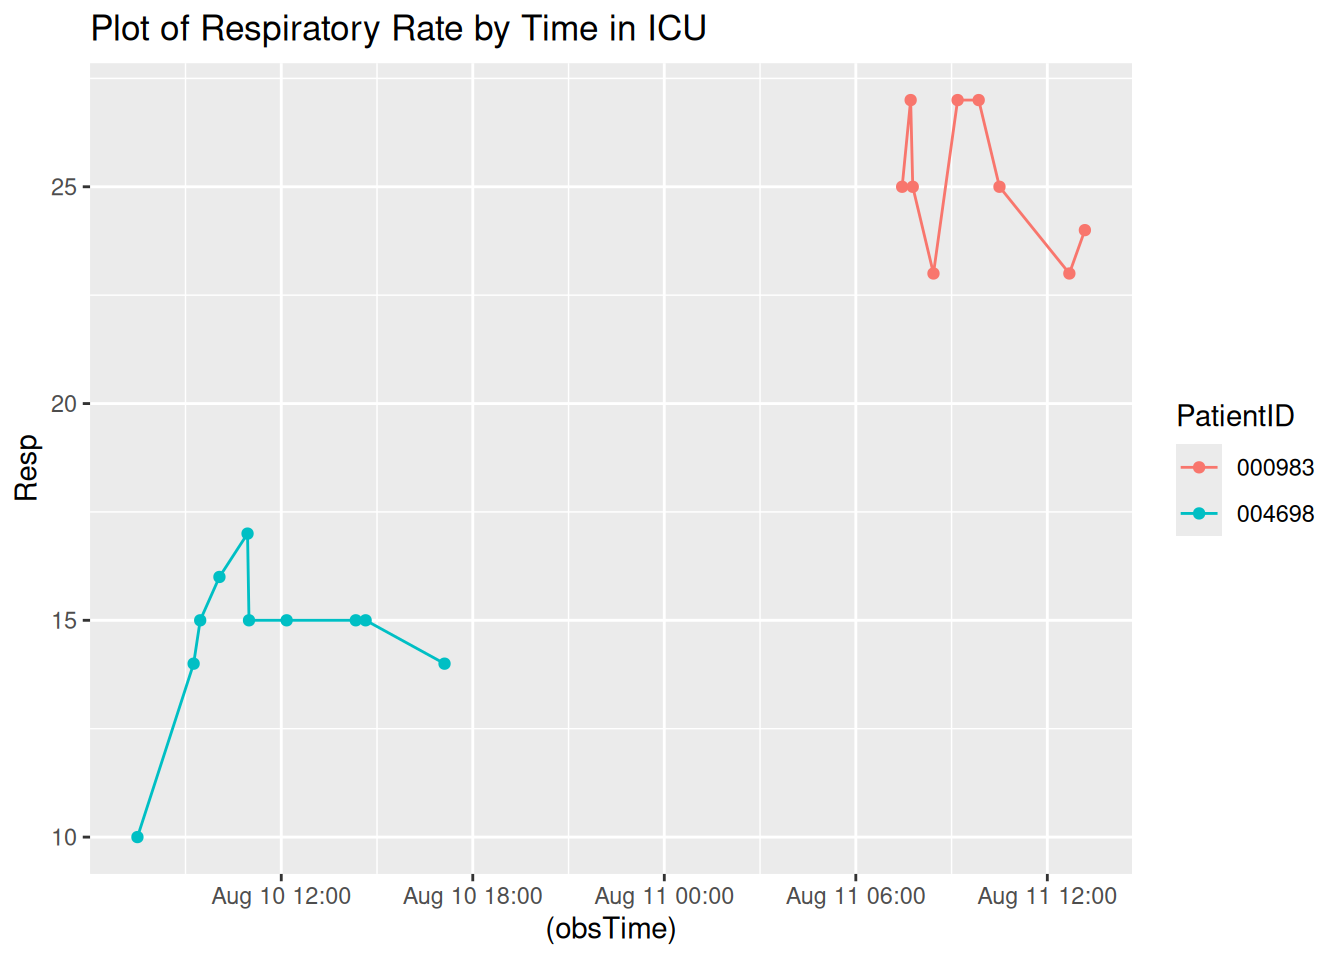 Plot of Respiratory Rate by Time in ICU
25
20
15
10
Resp
Aug 10 12:00 Aug 10 18:00 Aug 11 00:00 Aug 11 06:00 Aug 11 12:00
(obsTime)
PatientID
000983
004698